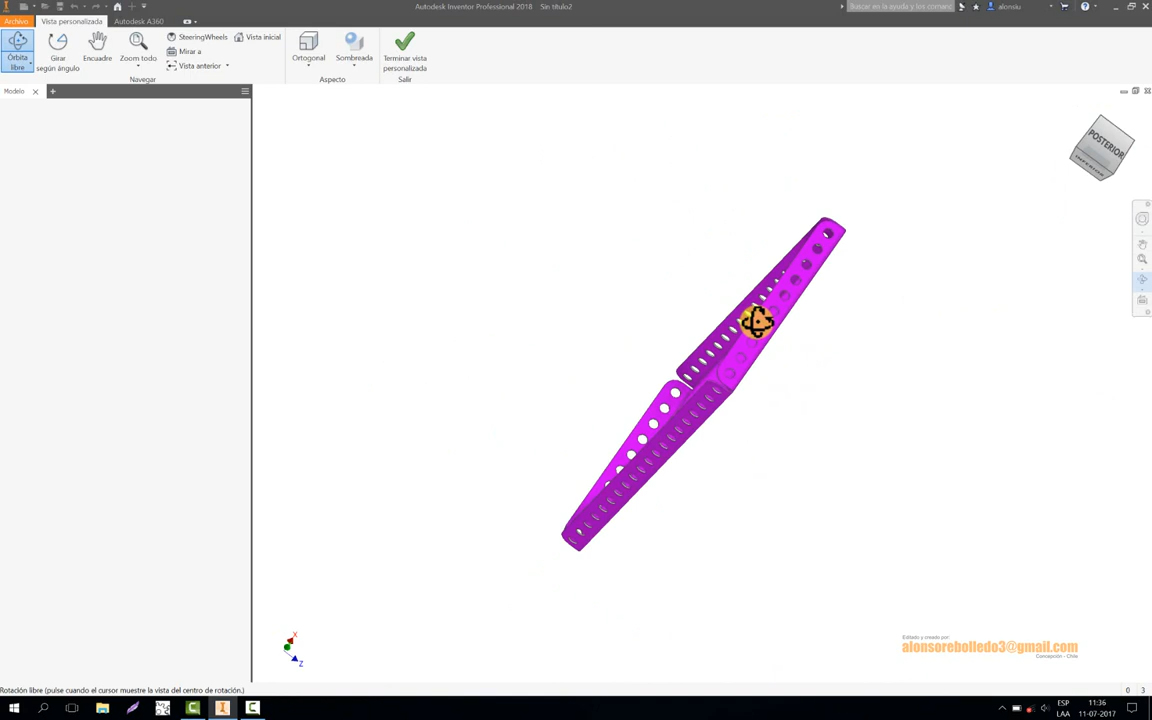 Autodesk Inventor Professional 2018 Sin título2
Buscar en la ayuda y los comanc
alonsiu
Archivo
Vista personalizada
Autodesk A360
Órbita libre
Girar según ángulo
Encuadre
Zoom todo
SteeringWheels
Vista inicial
Mirar a
Vista anterior
Ortogonal
Sombreada
Terminar vista personalizada
Navegar
Aspecto
Salir
Modelo
POSTERIOR
X
Z
Editado y creado por:
alonsorebolledo3@gmail.com
Concepción - Chile
Rotación libre (pulse cuando el cursor muestre la vista del centro de rotación.)
0 3
ESP
LAA
11:36
11-07-2017